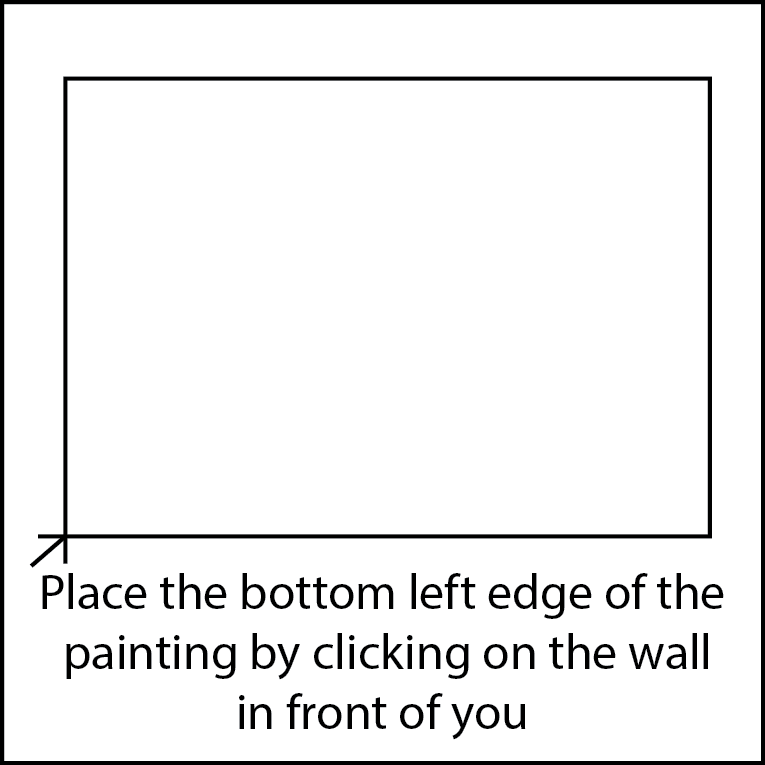 Place the bottom left edge of the
painting by clicking on the wall
in front of you